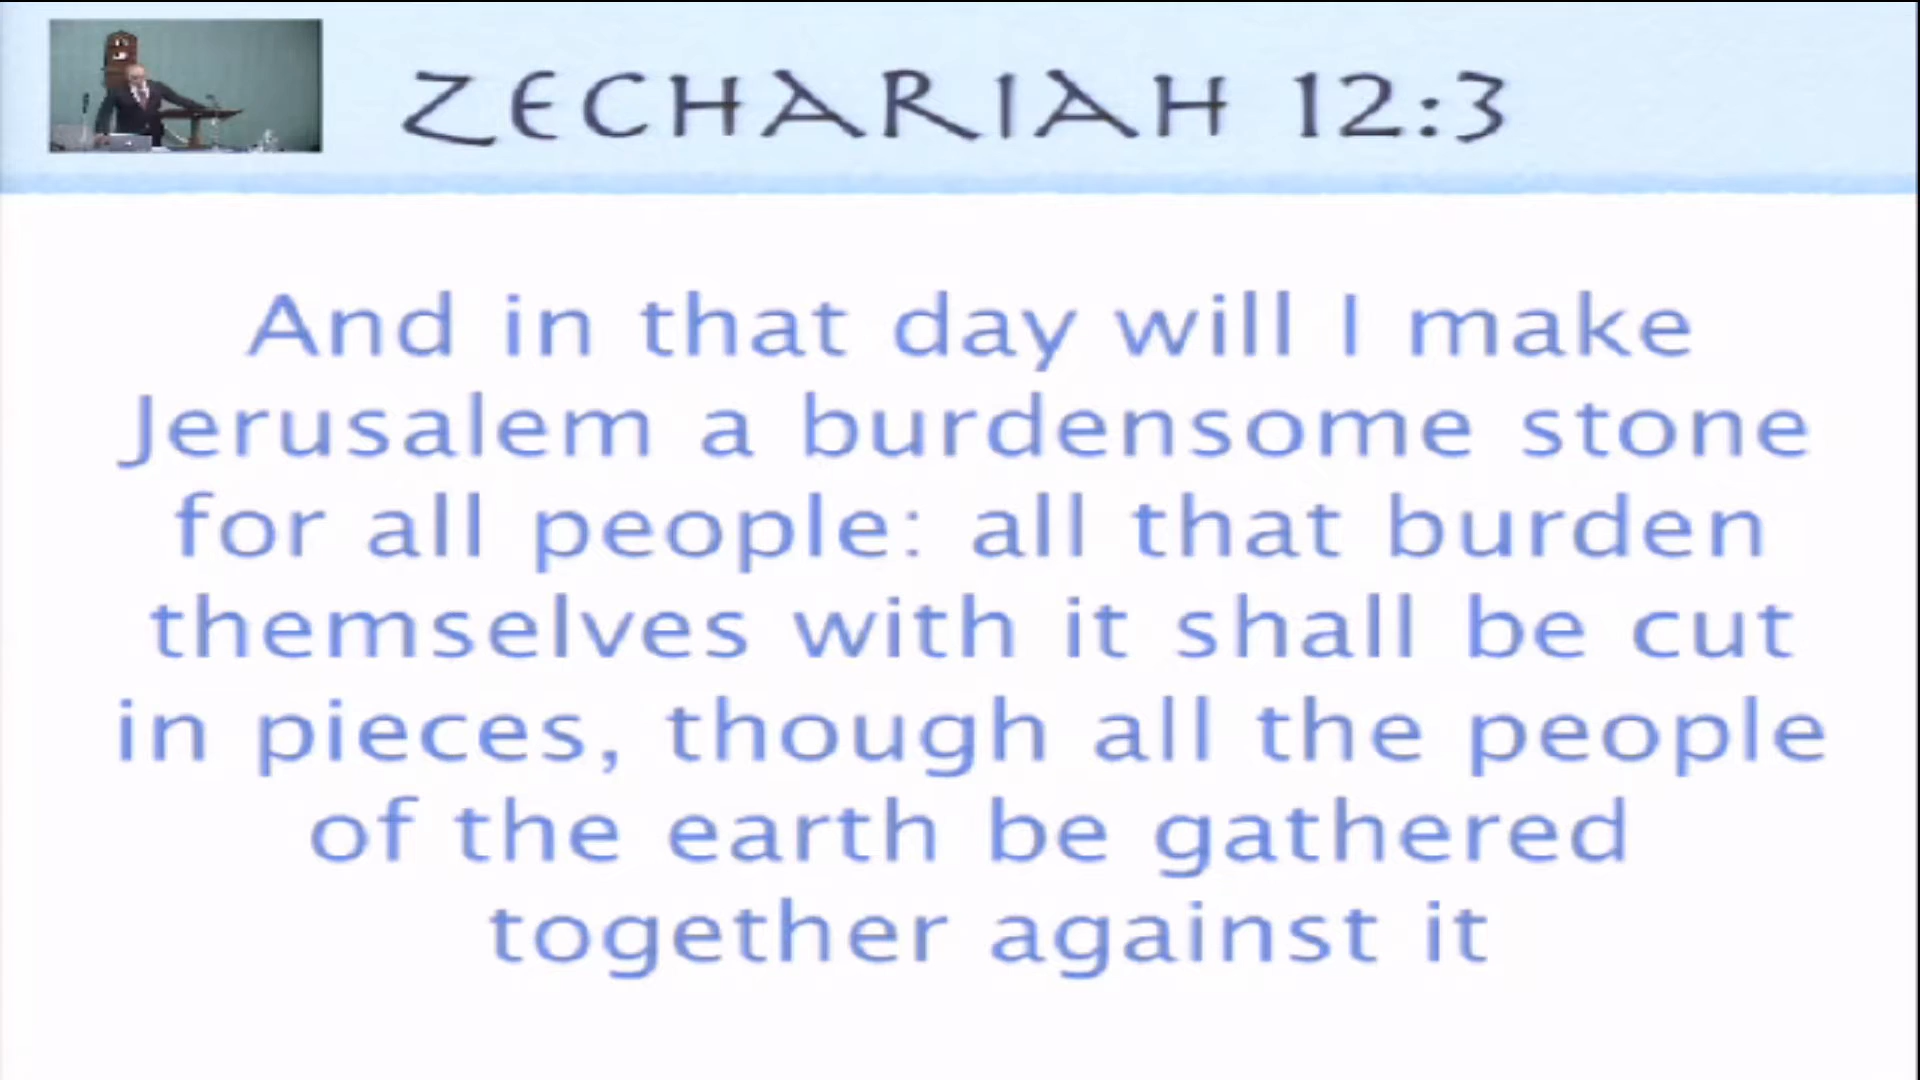 ZECHARIAH 12:3
And in that day will I make
Jerusalem a burdensome stone
for all people: all that burden
themselves with it shall be cut
in pieces, though all the people
of the earth be gathered
together against it